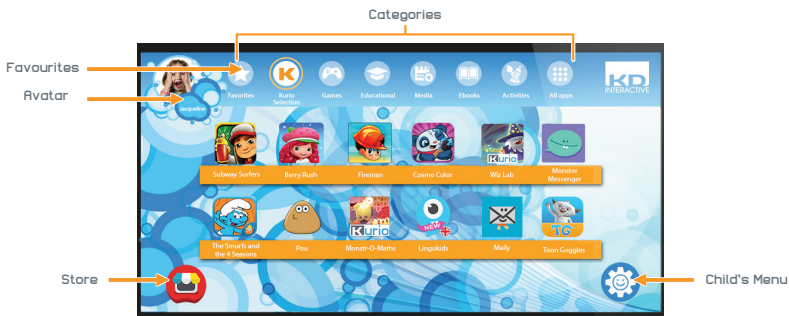 Categories
Favourites
Avatar
Jacqueline
Favorites
Kurio
Selection
Games
Educational
Media
Ebooks
Activities
All apps
K
KD
INTERACTIVE
Kurio
Subway Surfers
Berry Rush
Fireman
Cosmo Color
Wiz Lab
Monster
Messenger
Kurio
NEW
TG
The Smurfs and
the 4 Seasons
Pou
Monstr-O-Maths
Lingokids
Maily
Toon Goggles
Store
Child's Menu